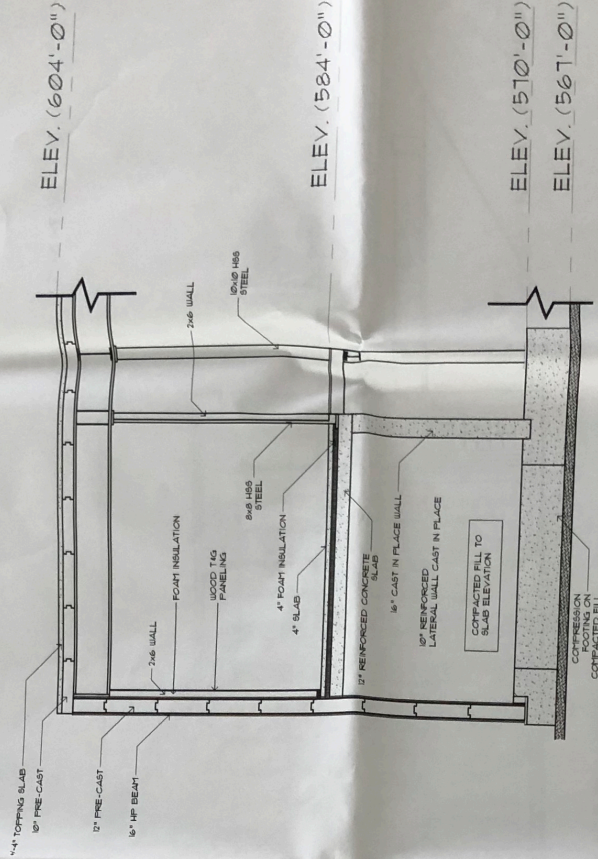 ELEV. (604'-0")
ELEV. (584'-0")
ELEV. (570'-0")
ELEV. (567'-0")
TOPPING SLAB
10" PRE-CAST
12" PRE-CAST
16" HP BEAM
2x6 WALL
FOAM INSULATION
WOOD T&G
PANELING
8x8 HSS
STEEL
4" FOAM INSULATION
4" SLAB
2x6 WALL
10x10 HSS
STEEL
12" REINFORCED CONCRETE
SLAB
16" CAST IN PLACE WALL
10" REINFORCED
LATERAL WALL CAST IN PLACE
COMPACTED FILL TO
SLAB ELEVATION
COMPRESSION
FOOTING ON
COMPACTED FILL